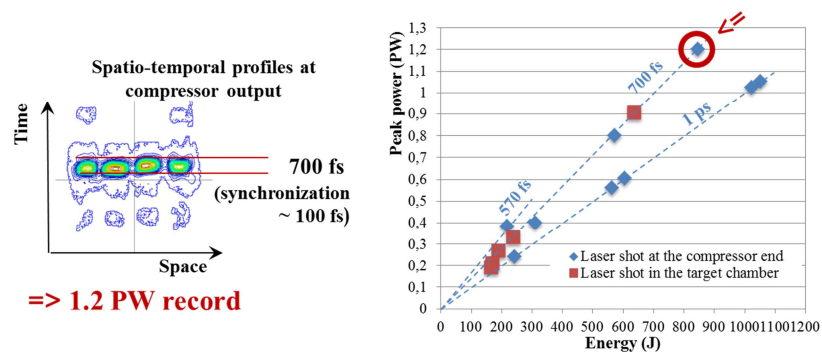 Spatio-temporal profiles at
compressor output
Time
700 fs
(synchronization
~ 100 fs)
Space
=> 1.2 PW record
Peak power (PW)
1,3
1,2
1,1
1
0,9
0,8
0,7
0,6
0,5
0,4
0,3
0,2
0,1
0
0 100 200 300 400 500 600 700 800 900 1000 1100 1200
Energy (J)
570 fs
700 fs
1 ps
Laser shot at the compressor end
Laser shot in the target chamber